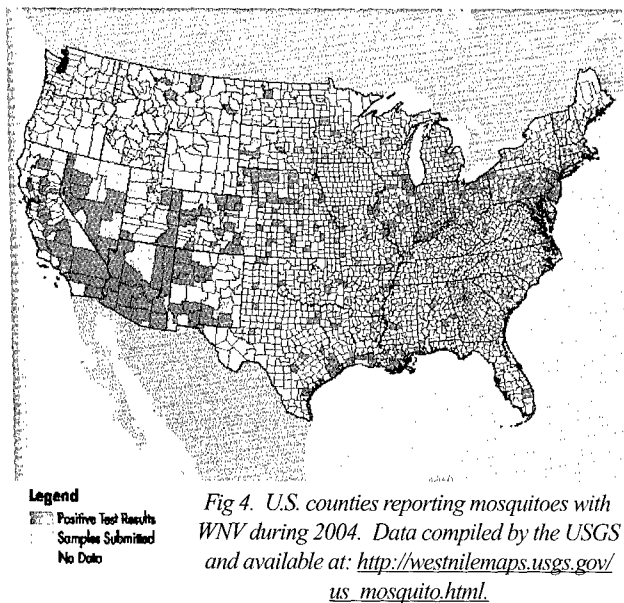 Legend
Positive Test Results
Samples Submitted
No Data
Fig 4. U.S. counties reporting mosquitoes with
WNV during 2004. Data compiled by the USGS
and available at: http://westnilemaps.usgs.gov/
us_mosquito.html.